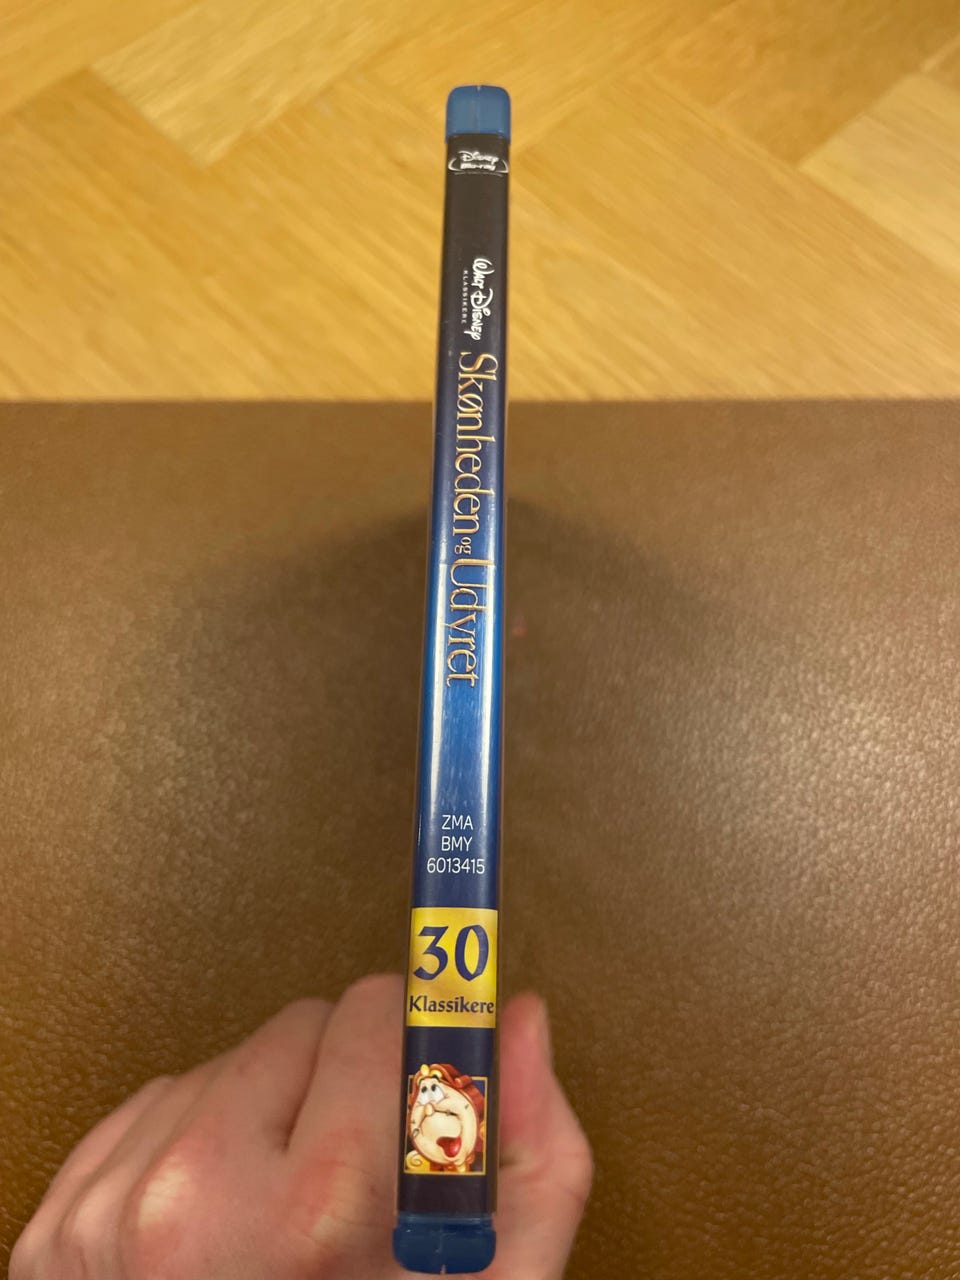 Disney
Blu-ray
Walt Disney
KLASSIKERE
Skønheden og Udyret
ZMA
BMY
6013415
30
Klassikere